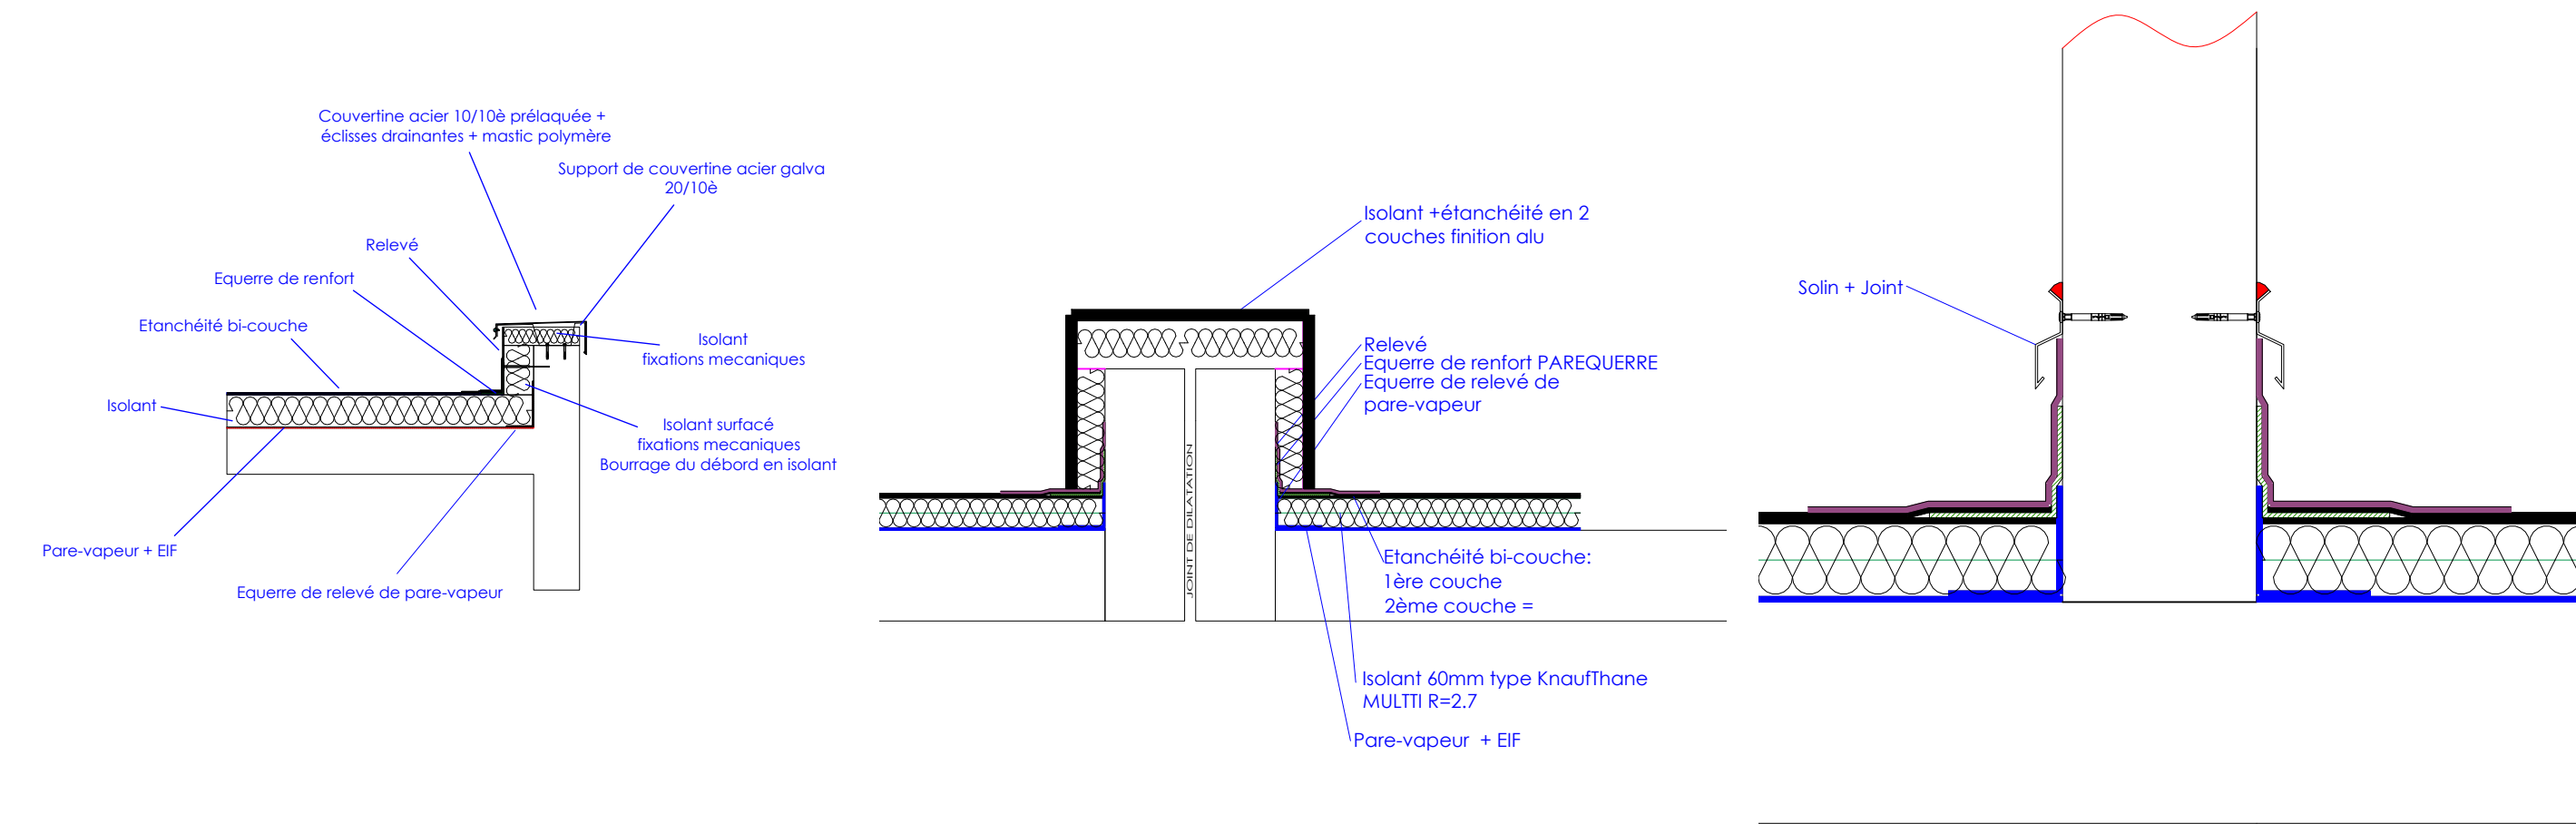 Couvertine acier 10/10è prélaquée +
éclisses drainantes + mastic polymère
Support de couvertine acier galva
20/10è
Relevé
Equerre de renfort
Etanchéité bi-couche
Isolant
fixations mecaniques
Isolant
Isolant surfacé
fixations mecaniques
Bourrage du débord en isolant
Pare-vapeur + EIF
Equerre de relevé de pare-vapeur
Isolant +étanchéité en 2
couches finition alu
Relevé
Equerre de renfort PAREQUERRE
Equerre de relevé de
pare-vapeur
JOINT DE DILATATION
Etanchéité bi-couche:
1ère couche
2ème couche =
Isolant 60mm type KnaufThane
MULTTI R=2.7
Pare-vapeur + EIF
Solin + Joint